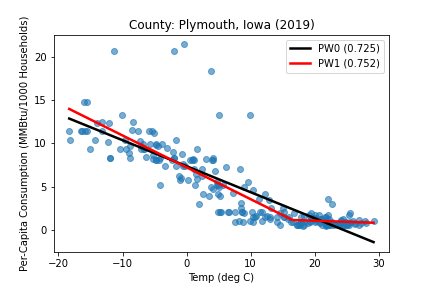 County: Plymouth, Iowa (2019)
PW0 (0.725)
PW1 (0.752)
Per-Capita Consumption (MMBtu/1000 Households)
20
15
10
5
0
−20
−10
0
10
20
30
Temp (deg C)